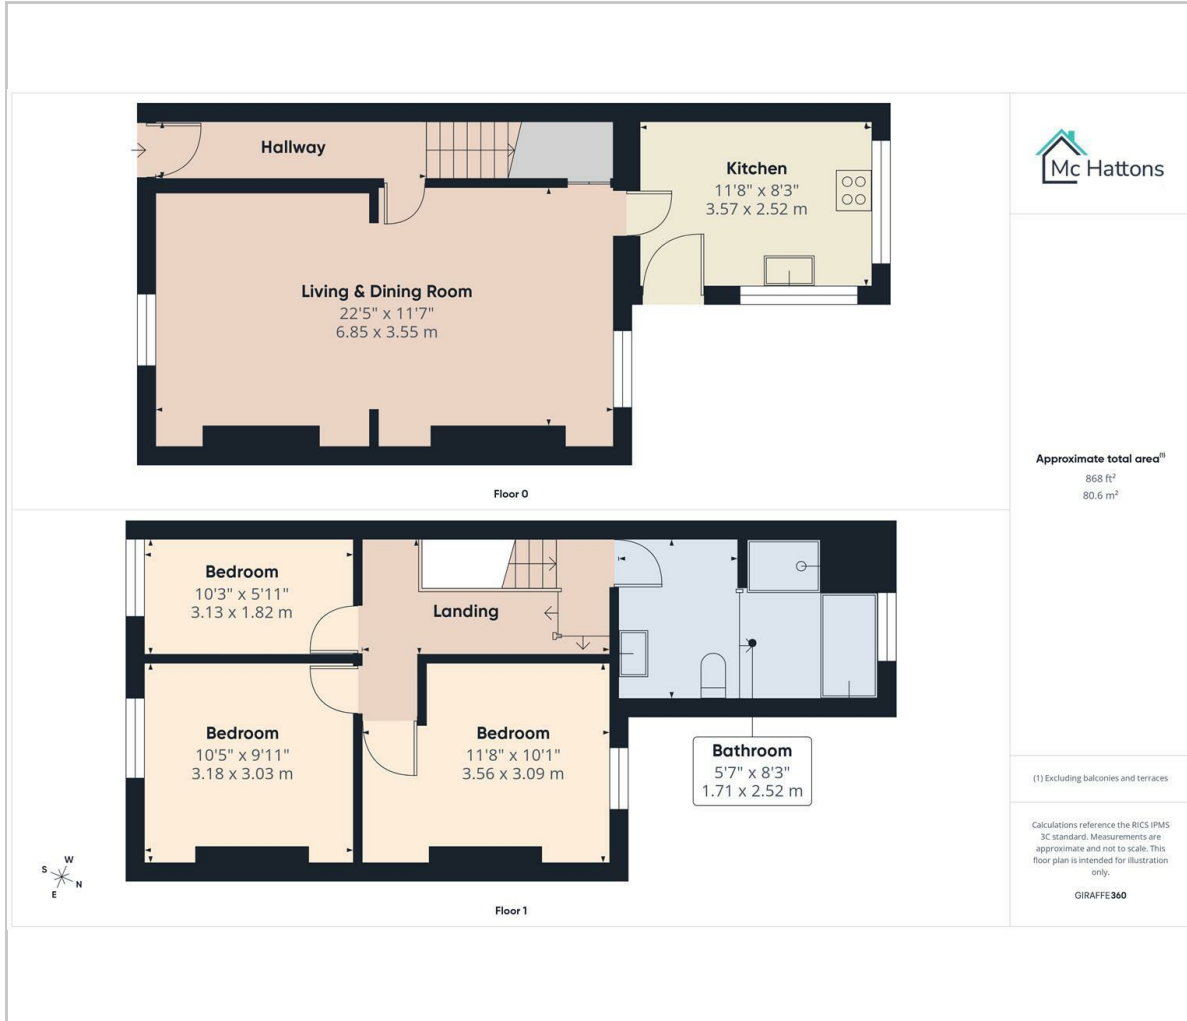 Hallway
Kitchen
11'8" x 8'3"
3.57 x 2.52 m
Living & Dining Room
22'5" x 11'7"
6.85 x 3.55 m
Floor 0
Bedroom
10'3" x 5'11"
3.13 x 1.82 m
Landing
Bedroom
10'5" x 9'11"
3.18 x 3.03 m
Bedroom
11'8" x 10'1"
3.56 x 3.09 m
Bathroom
5'7" x 8'3"
1.71 x 2.52 m
W
S
N
E
Floor 1
Mc Hattons
Approximate total area(1)
868 ft²
80.6 m²
(1) Excluding balconies and terraces
Calculations reference the RICS IPMS
3C standard. Measurements are
approximate and not to scale. This
floor plan is intended for illustration
only.
GIRAFFE360